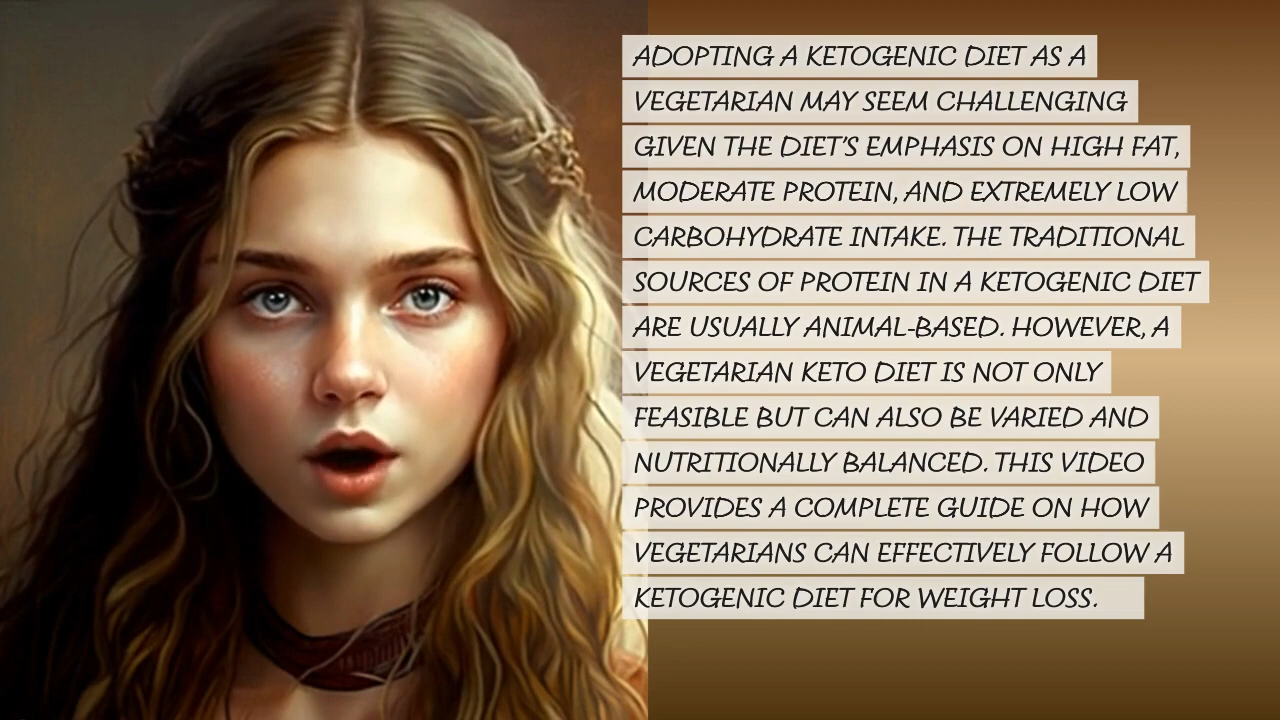 ADOPTING A KETOGENIC DIET AS A
VEGETARIAN MAY SEEM CHALLENGING
GIVEN THE DIET'S EMPHASIS ON HIGH FAT,
MODERATE PROTEIN, AND EXTREMELY LOW
CARBOHYDRATE INTAKE. THE TRADITIONAL
SOURCES OF PROTEIN IN A KETOGENIC DIET
ARE USUALLY ANIMAL-BASED. HOWEVER, A
VEGETARIAN KETO DIET IS NOT ONLY
FEASIBLE BUT CAN ALSO BE VARIED AND
NUTRITIONALLY BALANCED. THIS VIDEO
PROVIDES A COMPLETE GUIDE ON HOW
VEGETARIANS CAN EFFECTIVELY FOLLOW A
KETOGENIC DIET FOR WEIGHT LOSS.